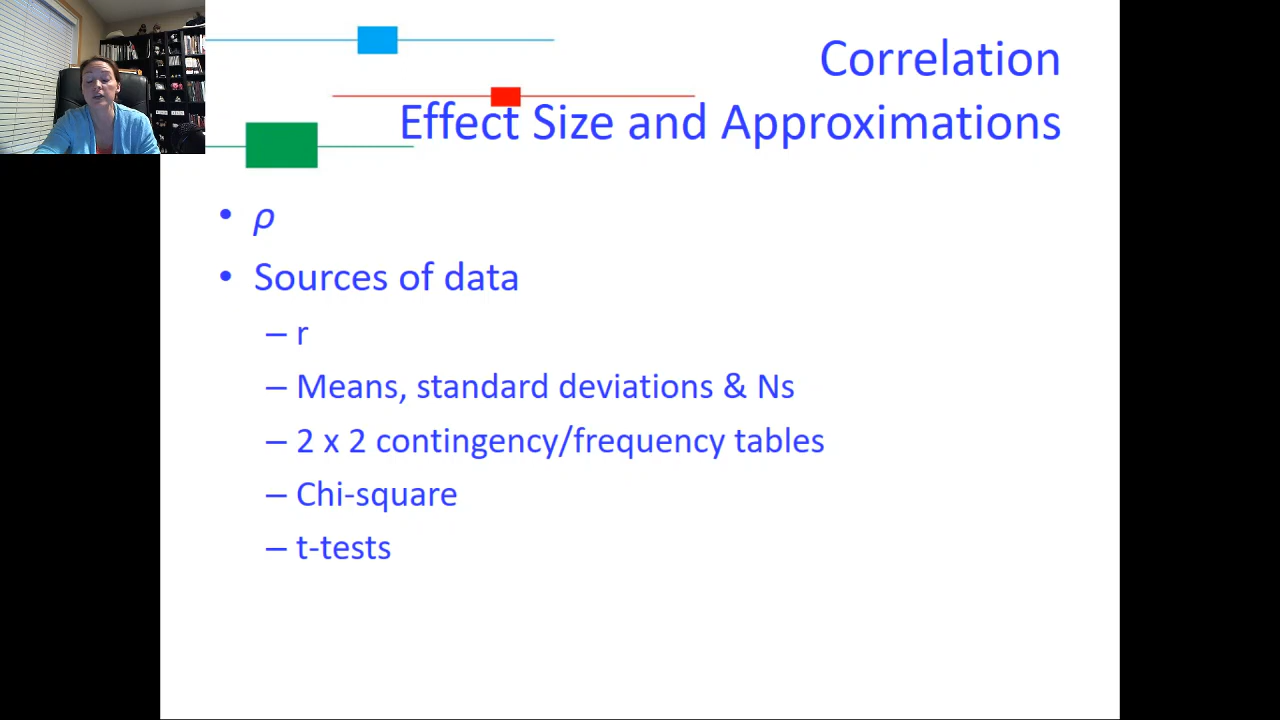 Correlation
Effect Size and Approximations
• ρ
• Sources of data
– r
– Means, standard deviations & Ns
– 2 x 2 contingency/frequency tables
– Chi-square
– t-tests